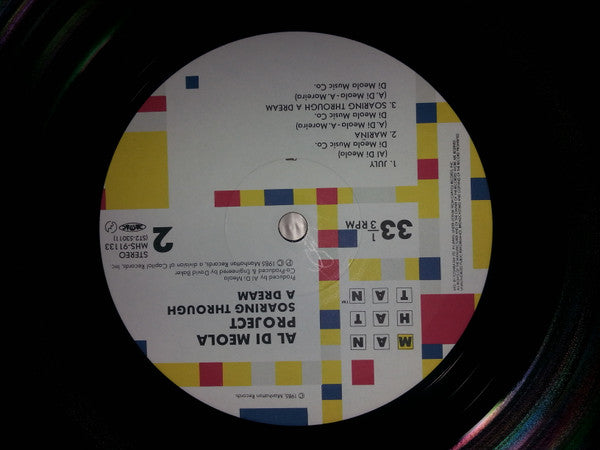 © 1985, Manhattan Records.
M A N
H A T
T A N
TM
AL DI MEOLA
PROJECT
SOARING THROUGH
A DREAM
Produced by Al Di Meola
Co-Produced & Engineered by David Baker
℗© 1985 Manhattan Records, a division of Capitol Records, Inc.
33 1/3 RPM
2
STEREO
MHS-91133
(ST2-53011)
1. JULY
(Al Di Meola)
Di Meola Music Co.
2. MARINA
(A. Di Meola - A. Moreira)
Di Meola Music Co.
3. SOARING THROUGH A DREAM
(A. Di Meola - A. Moreira)
Di Meola Music Co.